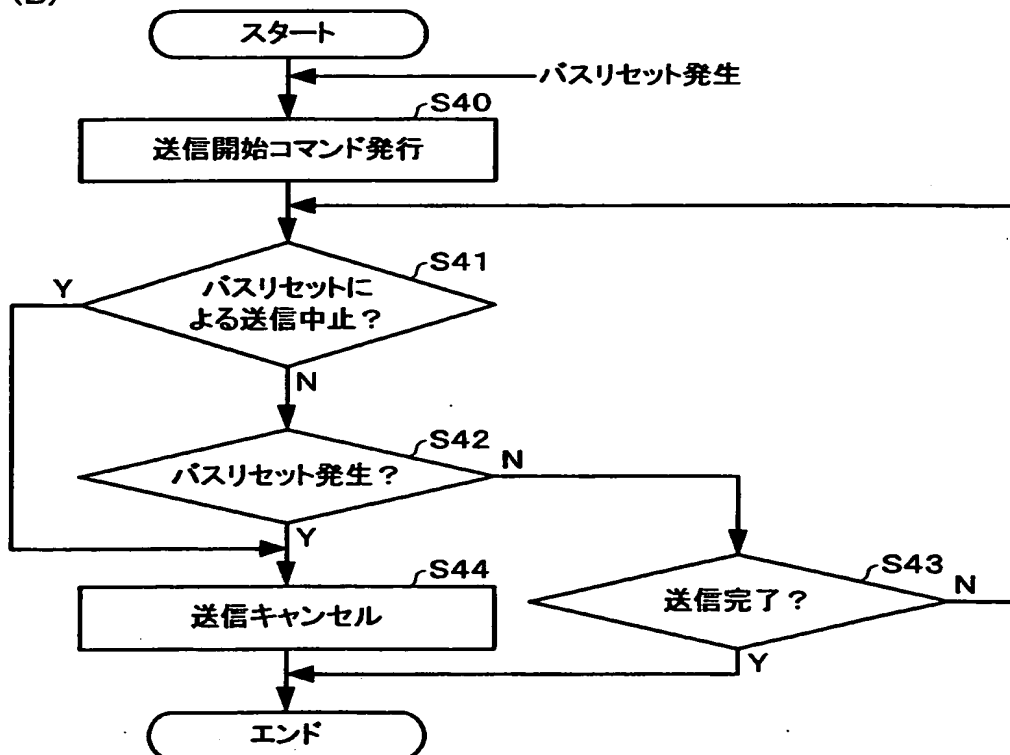 (B)
スタート
バスリセット発生
S40
送信開始コマンド発行
S41
Y
バスリセットに
よる送信中止？
N
S42
バスリセット発生？
N
Y
S44
送信キャンセル
S43
送信完了？
N
Y
エンド